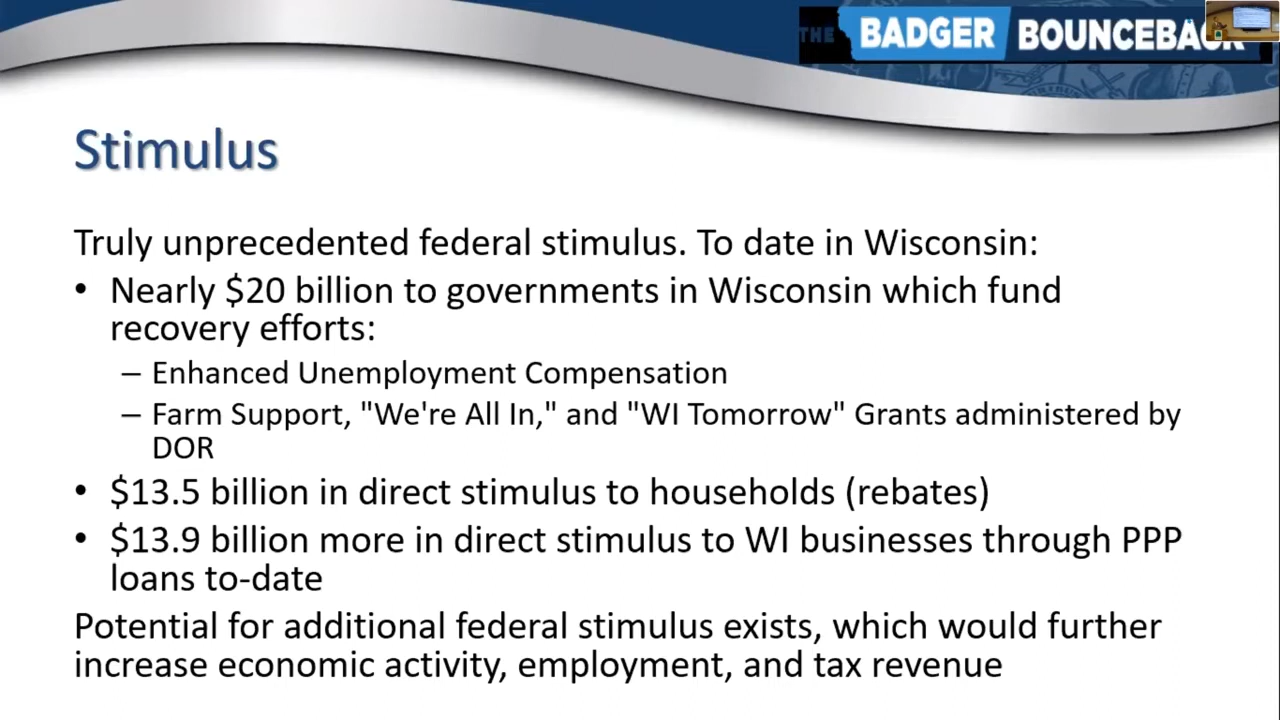 THE BADGER BOUNCEBACK
Stimulus
Truly unprecedented federal stimulus. To date in Wisconsin:
• Nearly $20 billion to governments in Wisconsin which fund
recovery efforts:
– Enhanced Unemployment Compensation
– Farm Support, "We're All In," and "WI Tomorrow" Grants administered by
DOR
• $13.5 billion in direct stimulus to households (rebates)
• $13.9 billion more in direct stimulus to WI businesses through PPP
loans to-date
Potential for additional federal stimulus exists, which would further
increase economic activity, employment, and tax revenue